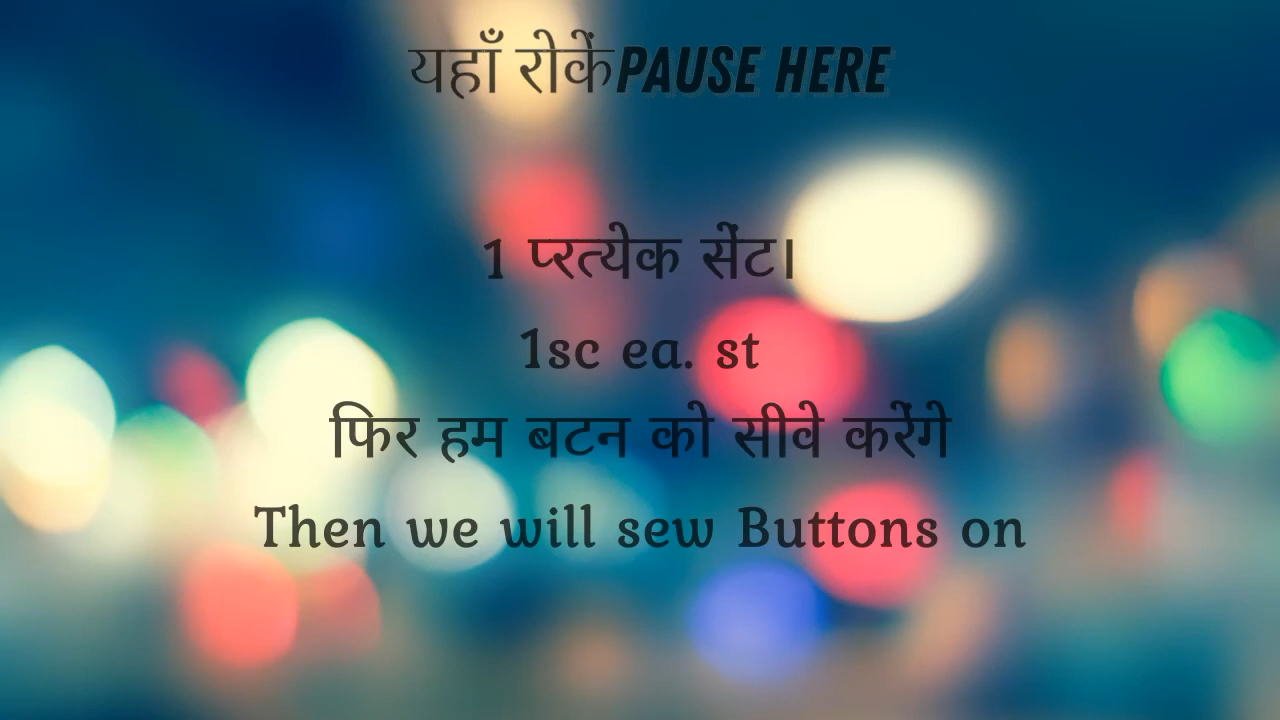 यहाँ रोकें PAUSE HERE
1 प्रत्येक सेंट।
1sc ea. st
फिर हम बटन को सीवे करेंगे
Then we will sew Buttons on